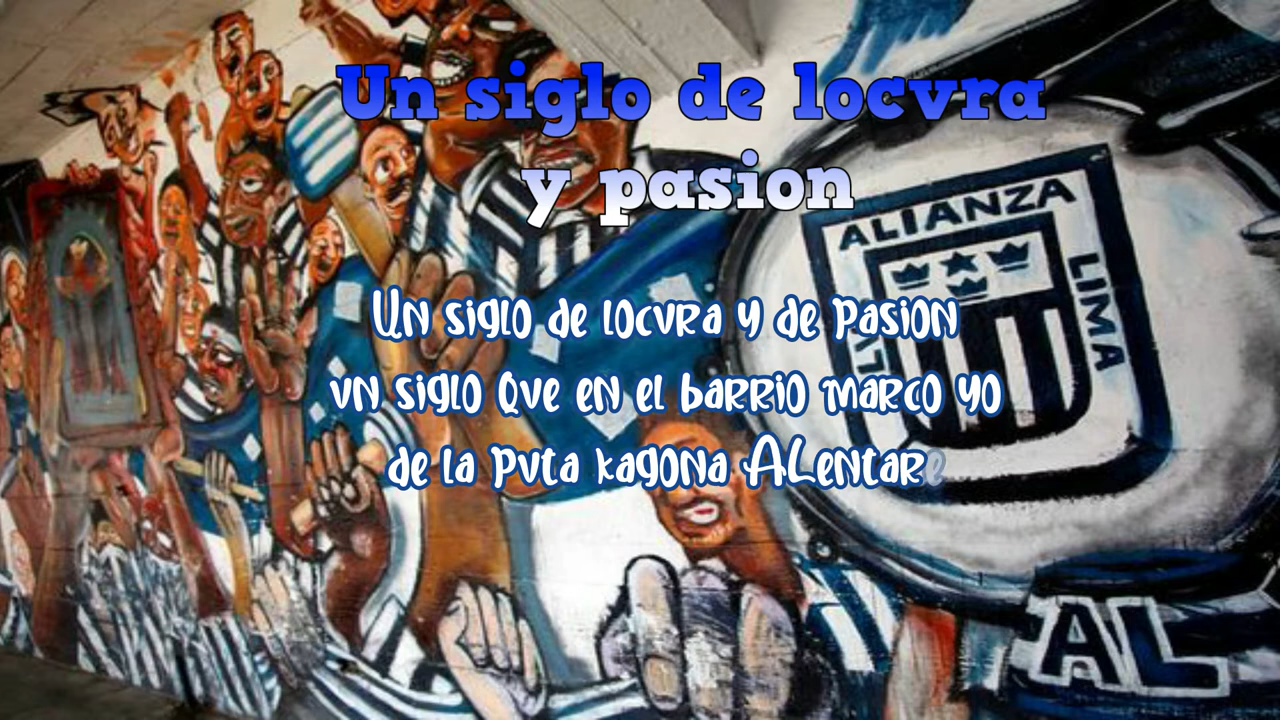 Un siglo de locvra
y pasion
Un siglo de locvra y de pasion
vn siglo qve en el barrio marco yo
de la pvta kagona ALentare
ALIANZA
LIMA
AL